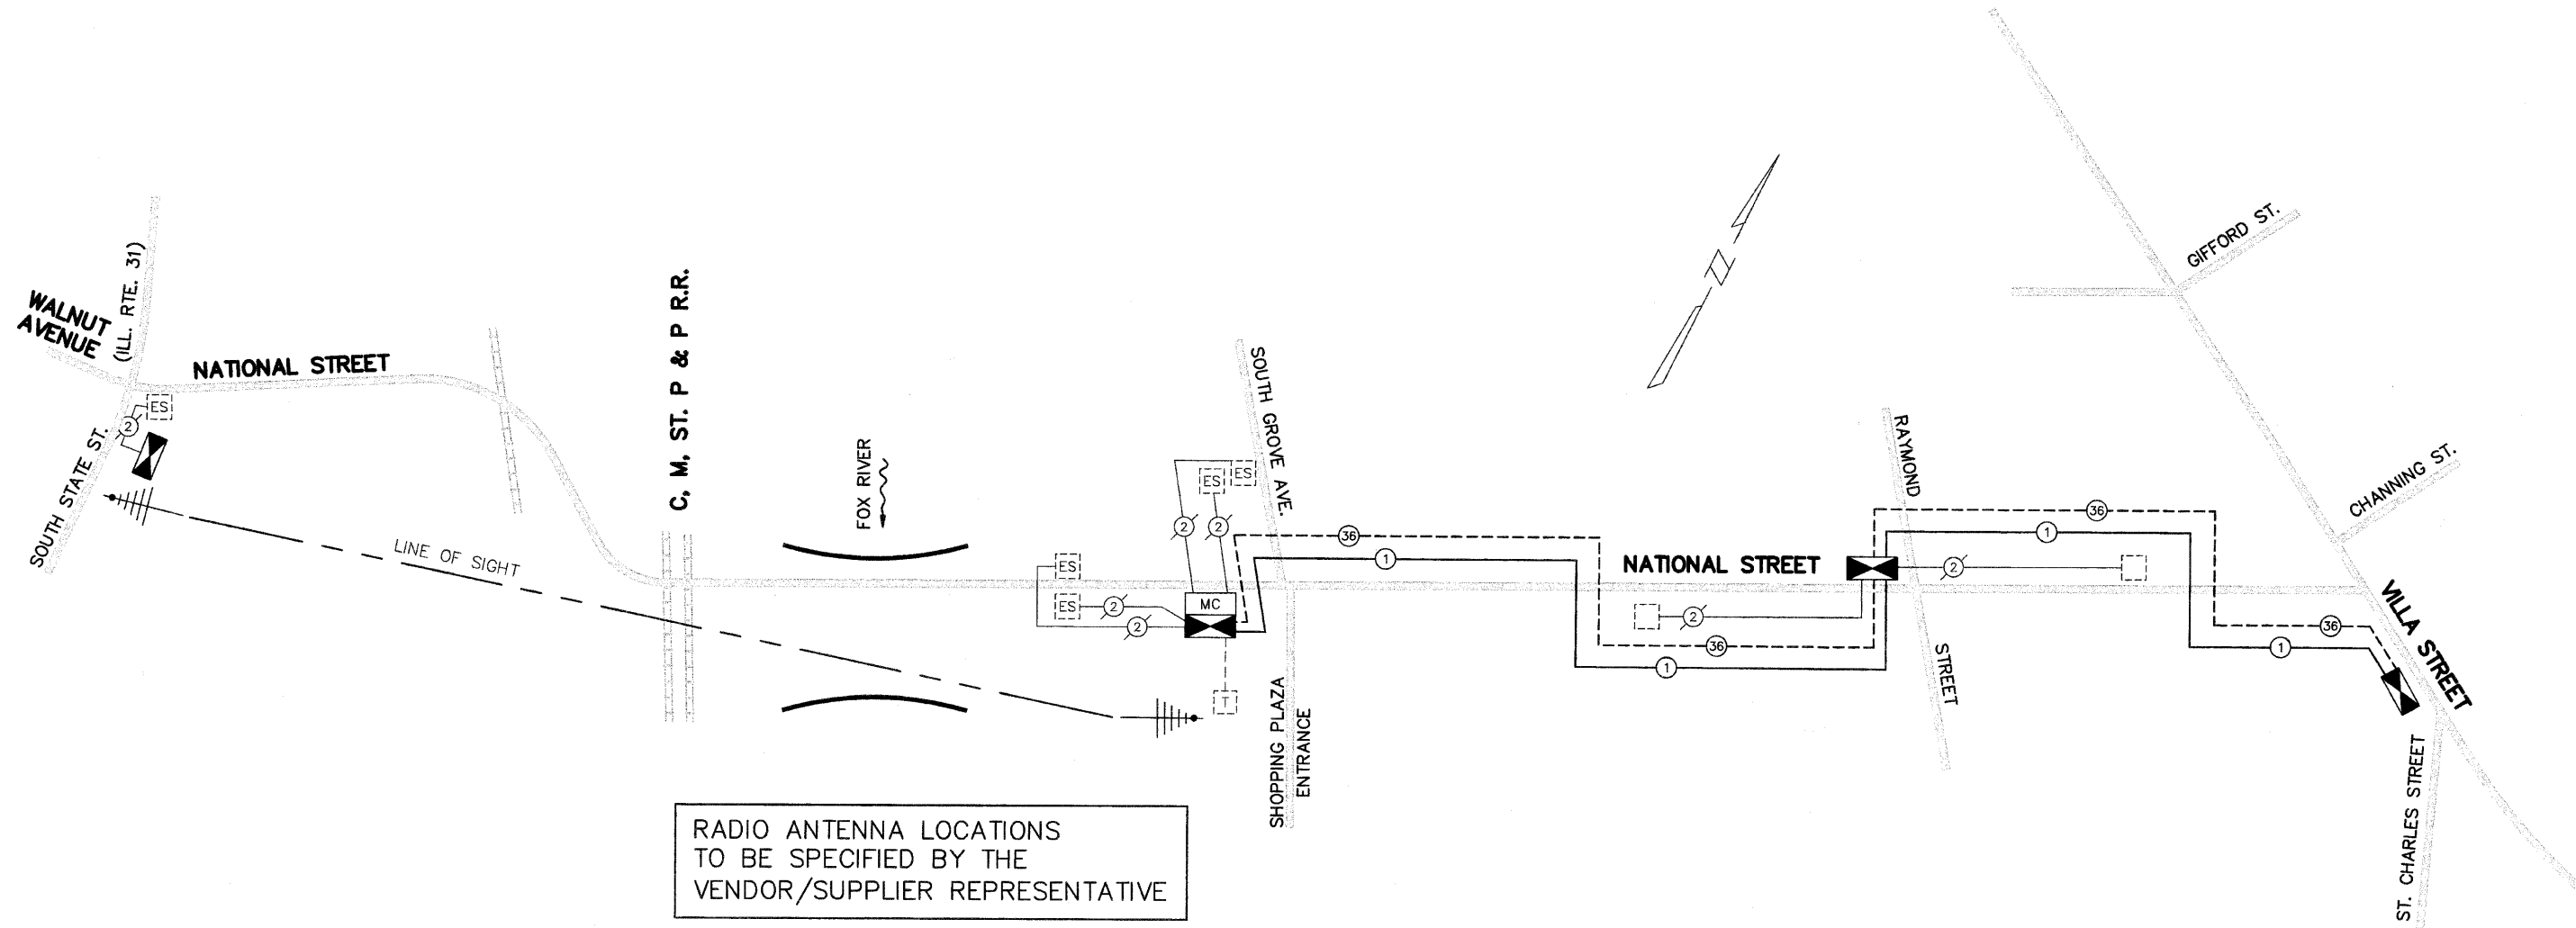 WALNUT
AVENUE
(ILL. RTE. 31)
NATIONAL STREET
ES
2
SOUTH STATE ST.
LINE OF SIGHT
C, M, ST. P & P R.R.
FOX RIVER
ES
ES
2
2
ES
ES
2
2
MC
T
SOUTH GROVE AVE.
SHOPPING PLAZA
ENTRANCE
36
1
NATIONAL STREET
2
36
1
RAYMOND
STREET
2
36
1
36
1
GIFFORD ST.
CHANNING ST.
VILLA STREET
ST. CHARLES STREET
N
RADIO ANTENNA LOCATIONS
TO BE SPECIFIED BY THE
VENDOR/SUPPLIER REPRESENTATIVE